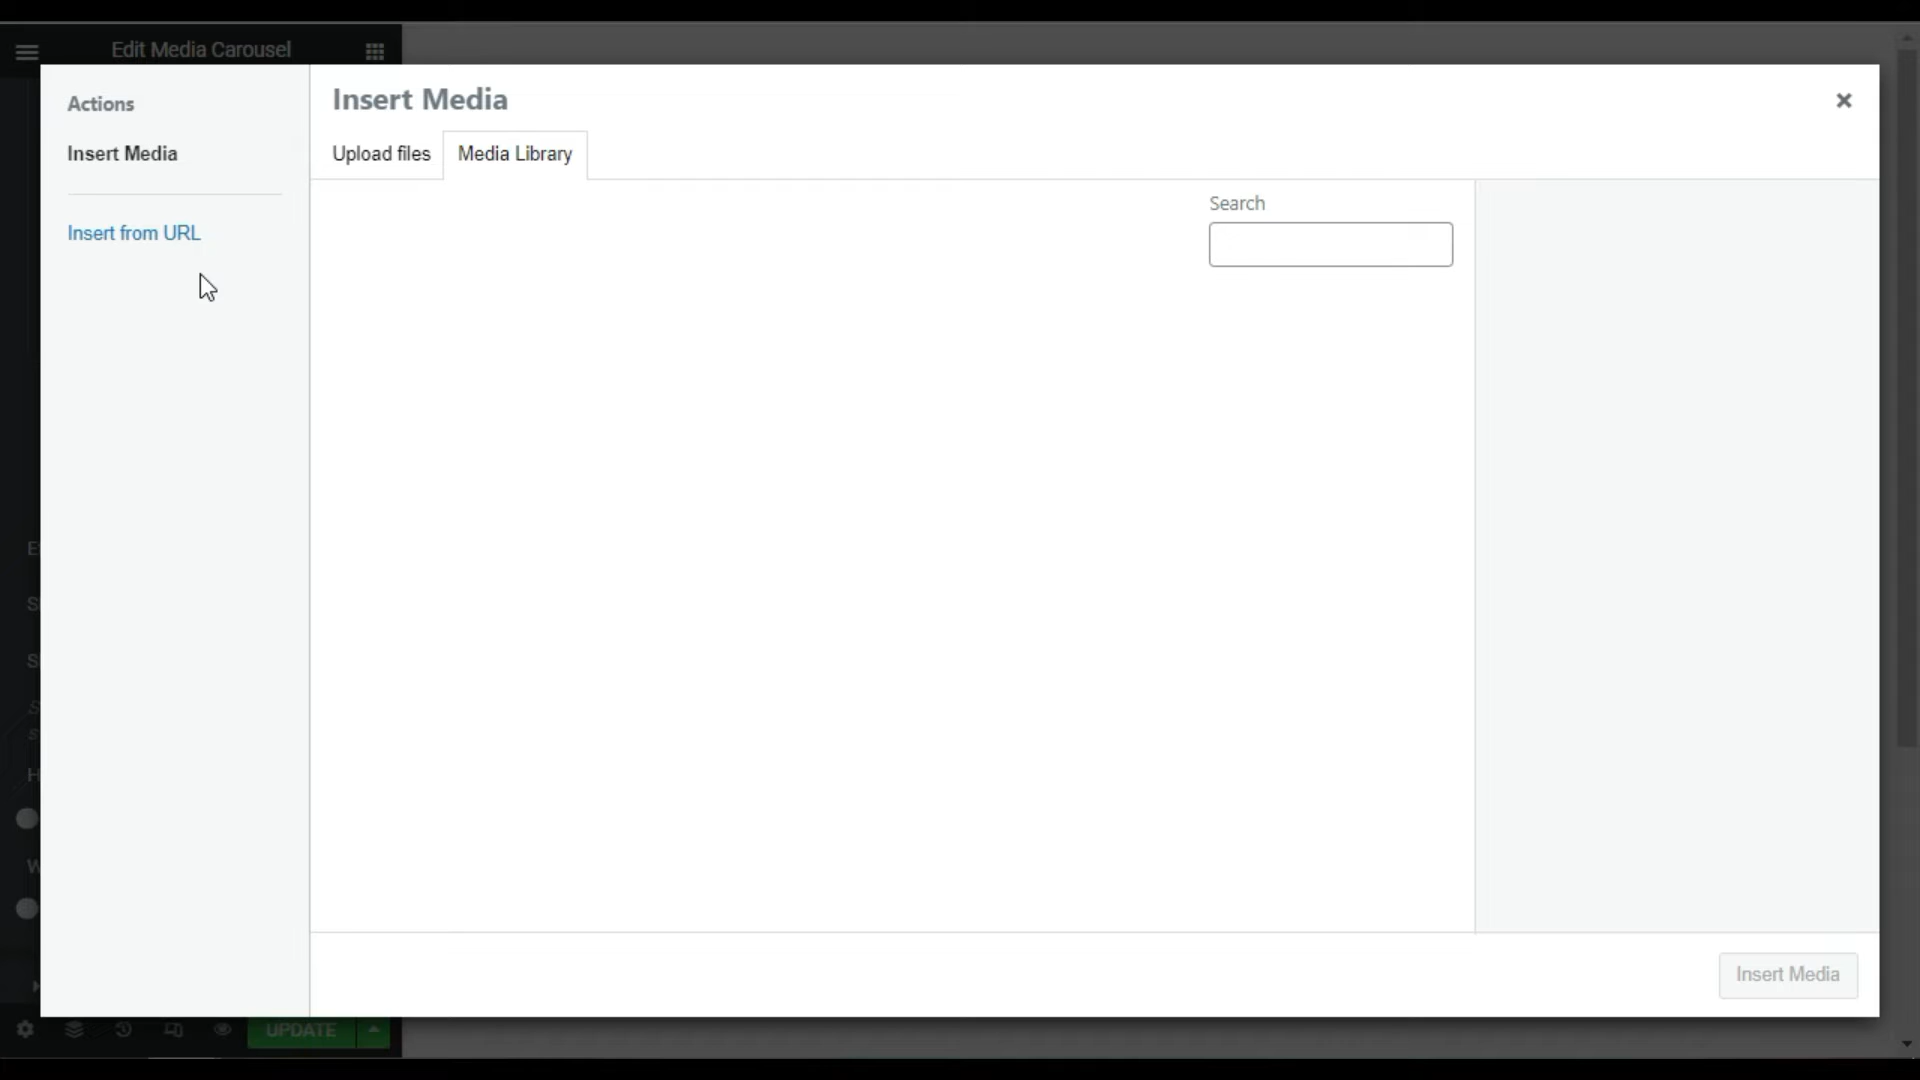 Edit Media Carousel
Actions
Insert Media
Insert from URL
Insert Media
Upload files
Media Library
Search
Insert Media
UPDATE